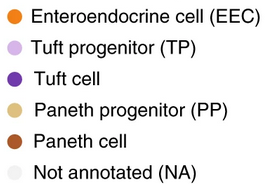 Enteroendocrine cell (EEC)
Tuft progenitor (TP)
Tuft cell
Paneth progenitor (PP)
Paneth cell
Not annotated (NA)